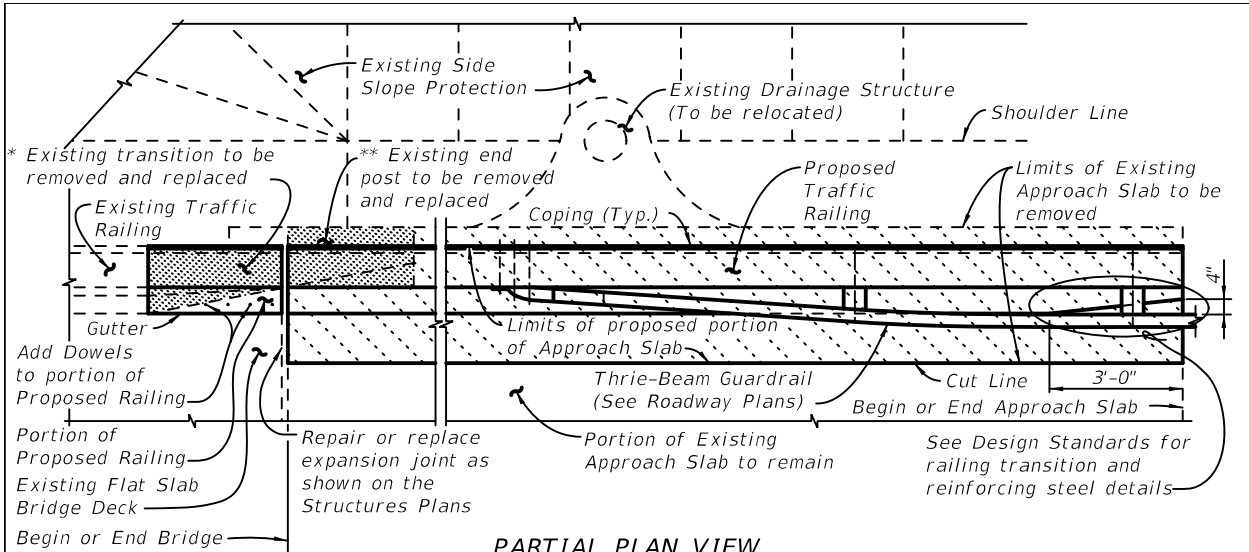 Existing Side
Slope Protection
Existing Drainage Structure
(To be relocated)
Shoulder Line
* Existing transition to be
removed and replaced
** Existing end
post to be removed
and replaced
Proposed
Traffic
Railing
Limits of Existing
Approach Slab to be
removed
Existing Traffic
Railing
Coping (Typ.)
4"
Gutter
Limits of proposed portion
of Approach Slab
Add Dowels
to portion of
Proposed Railing
Thrie-Beam Guardrail
(See Roadway Plans)
Cut Line
3'-0"
Begin or End Approach Slab
Portion of
Proposed Railing
Repair or replace
expansion joint as
shown on the
Structures Plans
Portion of Existing
Approach Slab to remain
See Design Standards for
railing transition and
reinforcing steel details
Existing Flat Slab
Bridge Deck
Begin or End Bridge
PARTIAL PLAN VIEW